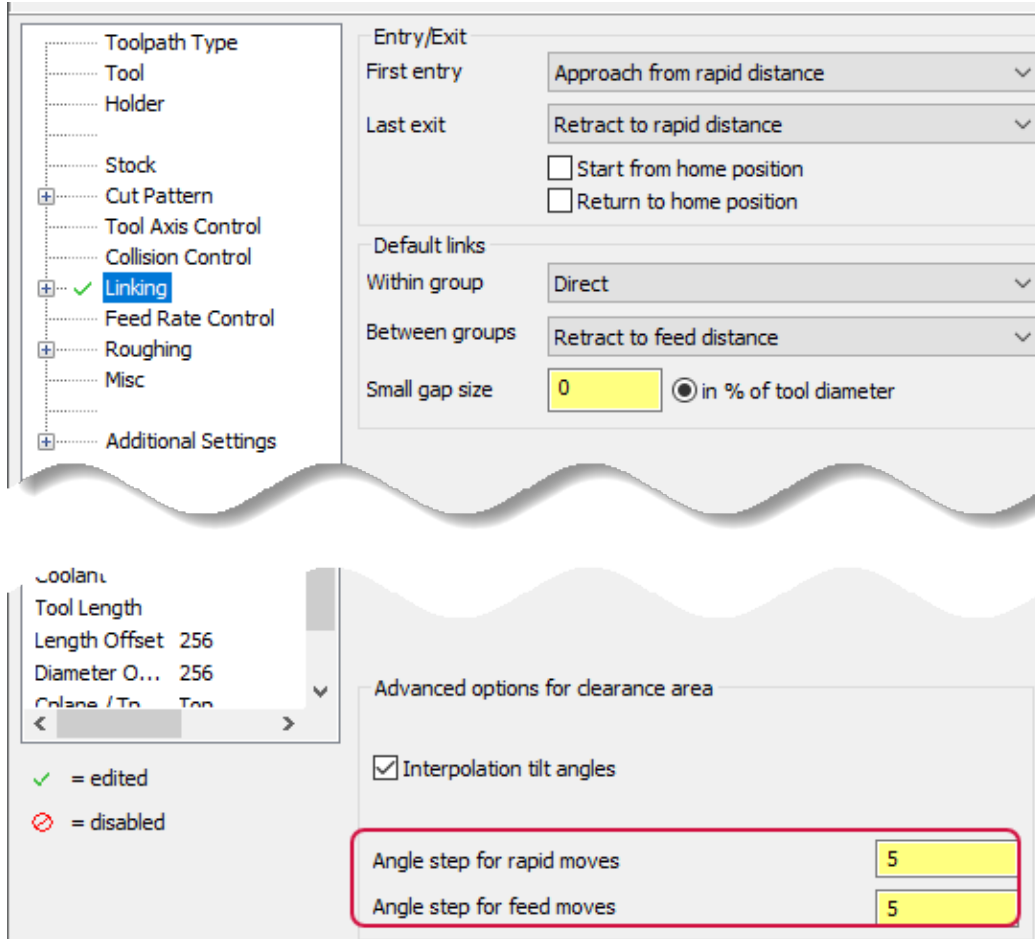 Toolpath Type
Tool
Holder
Stock
Cut Pattern
Tool Axis Control
Collision Control
Linking
Feed Rate Control
Roughing
Misc
Additional Settings
Entry/Exit
First entry Approach from rapid distance
Last exit Retract to rapid distance
Start from home position
Return to home position
Default links
Within group Direct
Between groups Retract to feed distance
Small gap size 0 in % of tool diameter
Coolant
Tool Length
Length Offset 256
Diameter O... 256
Cplane / Tp... Top
= edited
= disabled
Advanced options for clearance area
Interpolation tilt angles
Angle step for rapid moves 5
Angle step for feed moves 5